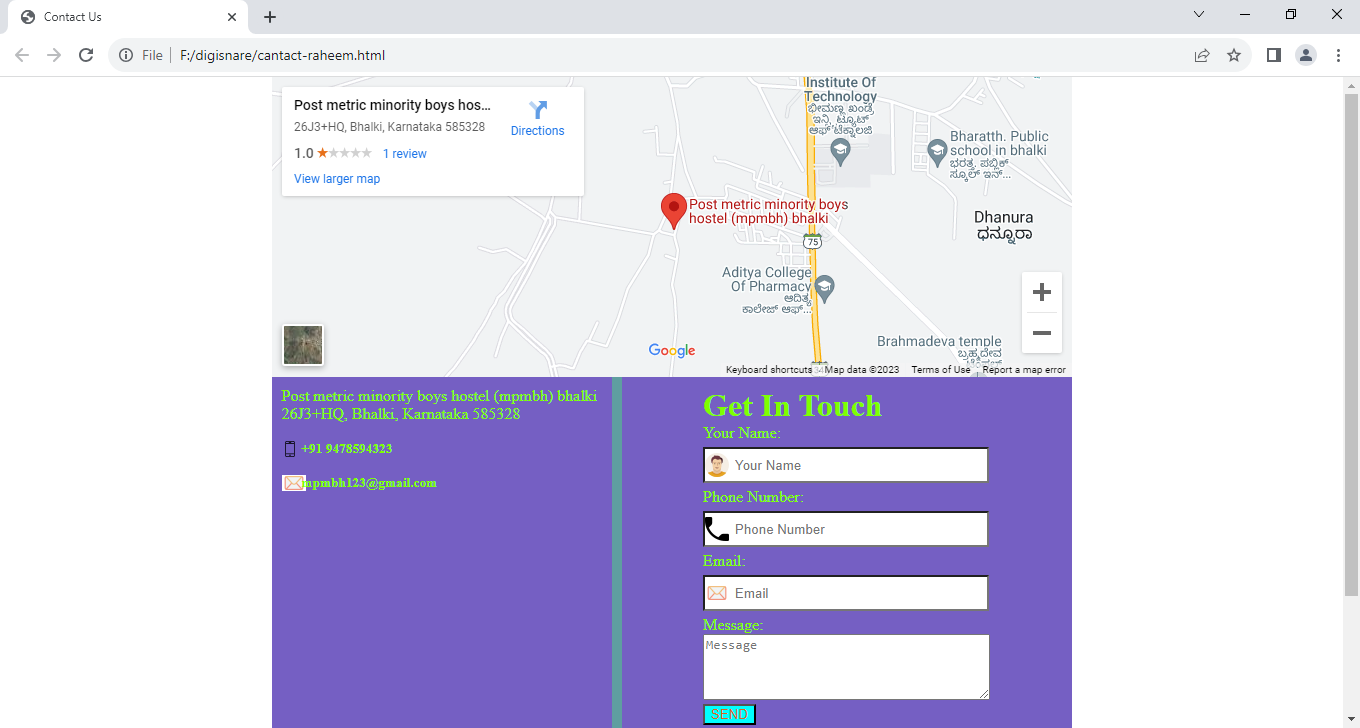 Contact Us
File
F:/digisnare/cantact-raheem.html
Post metric minority boys hos...
26J3+HQ, Bhalki, Karnataka 585328
Directions
1.0
1 review
View larger map
Institute Of
Technology
ಭೀಮಣ್ಣ ಖಂಡ್ರೆ
ಇನ್ಸಿ. ಟ್ಯೂಟ್
ಆಫ್ ಟೆಕ್ನಾಲಜಿ
Bharatth. Public
school in bhalki
ಭರತ್ತ. ಪಬ್ಲಿಕ್
ಸ್ಕೂಲ್ ಇನ್...
Post metric minority boys
hostel (mpmbh) bhalki
Dhanura
ಧನ್ನೂರಾ
75
Aditya College
Of Pharmacy
ಆದಿತ್ಯ
ಕಾಲೇಜ್ ಆಫ್...
Brahmadeva temple
ಬ್ರಹ್ಮದೇವ
Google
Keyboard shortcuts
34
Map data ©2023
Terms of Use
Report a map error
Post metric minority boys hostel (mpmbh) bhalki
26J3+HQ, Bhalki, Karnataka 585328
+91 9478594323
mpmbh123@gmail.com
Get In Touch
Your Name:
Your Name
Phone Number:
Phone Number
Email:
Email
Message:
Message
SEND